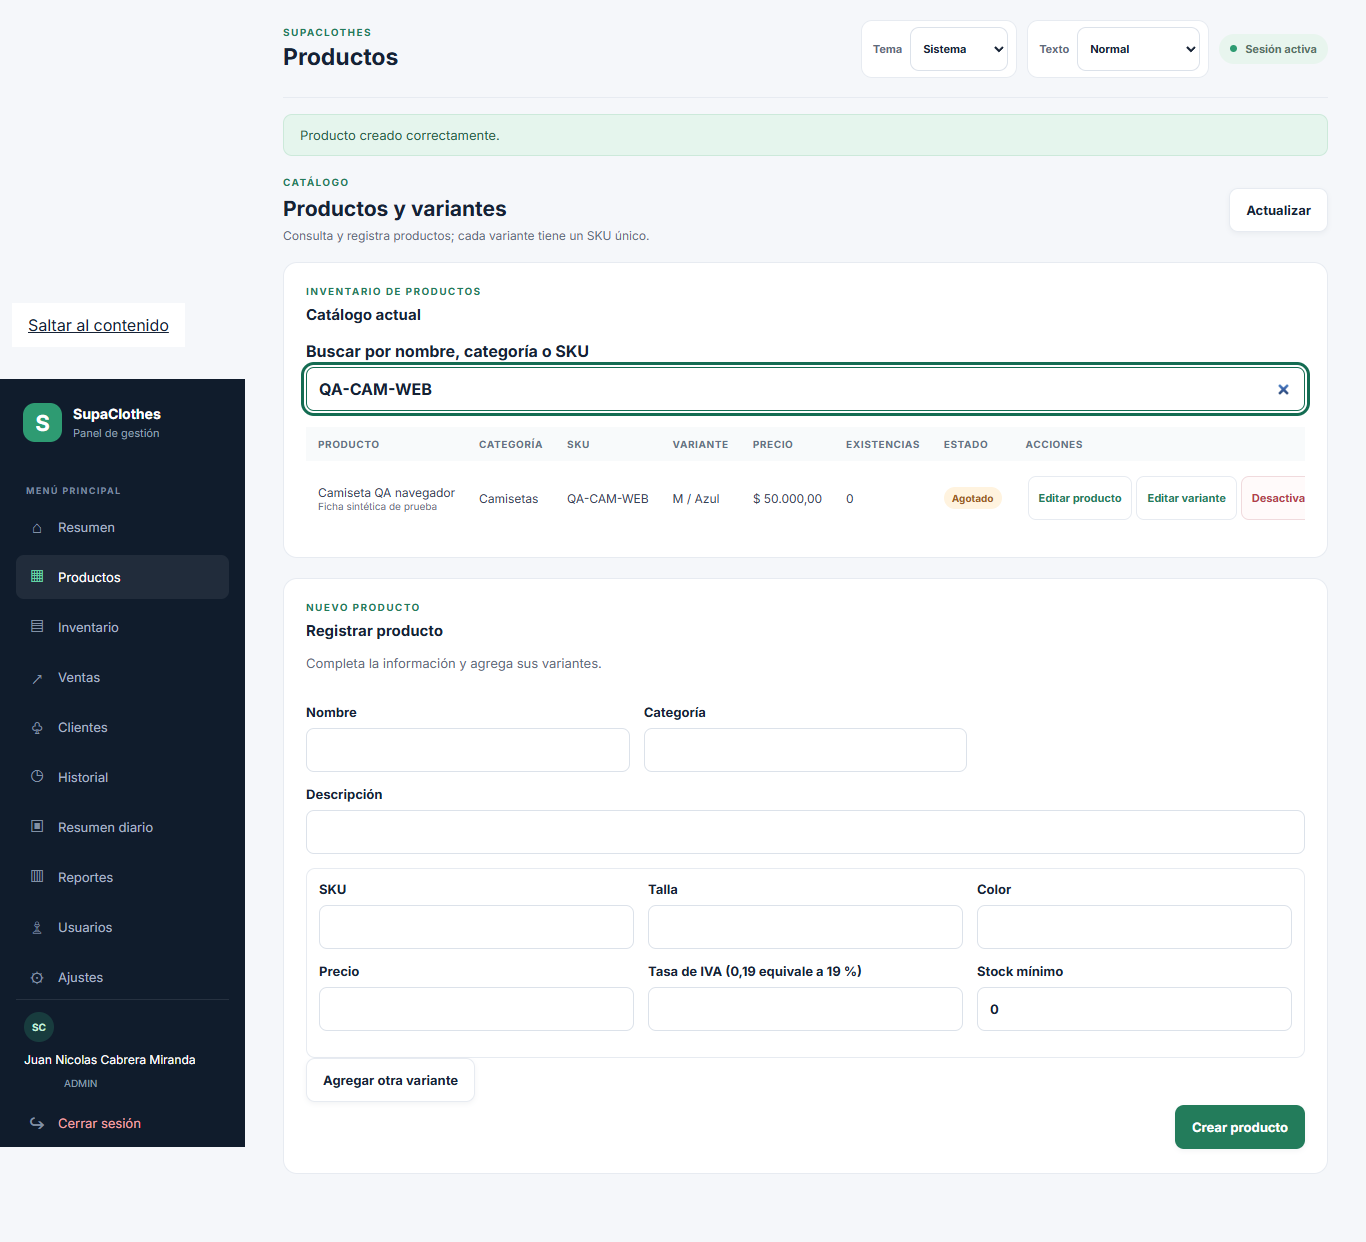 SUPACLOTHES
Productos
Tema
Sistema
Texto
Normal
Sesión activa
Producto creado correctamente.
CATÁLOGO
Productos y variantes
Consulta y registra productos; cada variante tiene un SKU único.
Actualizar
INVENTARIO DE PRODUCTOS
Catálogo actual
Buscar por nombre, categoría o SKU
QA-CAM-WEB
PRODUCTO CATEGORÍA SKU VARIANTE PRECIO EXISTENCIAS ESTADO ACCIONES
Camiseta QA navegador
Ficha sintética de prueba
Camisetas QA-CAM-WEB M / Azul $ 50.000,00 0 Agotado Editar producto Editar variante Desactiva
Saltar al contenido
S
SupaClothes
Panel de gestión
MENÚ PRINCIPAL
Resumen
Productos
Inventario
Ventas
Clientes
Historial
Resumen diario
Reportes
Usuarios
Ajustes
SC
Juan Nicolas Cabrera Miranda
ADMIN
Cerrar sesión
NUEVO PRODUCTO
Registrar producto
Completa la información y agrega sus variantes.
Nombre
Categoría
Descripción
SKU
Talla
Color
Precio
Tasa de IVA (0,19 equivale a 19 %)
Stock mínimo
0
Agregar otra variante
Crear producto